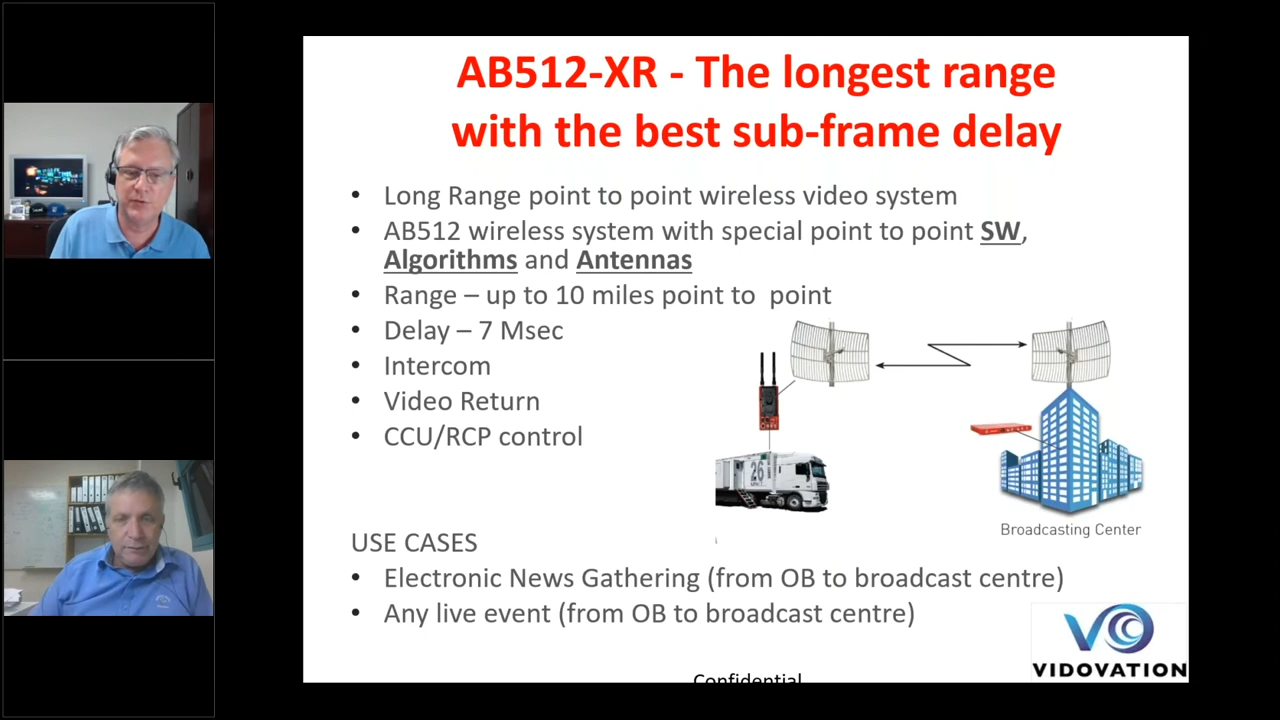 AB512-XR - The longest range
with the best sub-frame delay
• Long Range point to point wireless video system
• AB512 wireless system with special point to point SW,
Algorithms and Antennas
• Range – up to 10 miles point to  point
• Delay – 7 Msec
• Intercom
• Video Return
• CCU/RCP control
26
Broadcasting Center
USE CASES
• Electronic News Gathering (from OB to broadcast centre)
• Any live event (from OB to broadcast centre)
VIDOVATION
Confidential